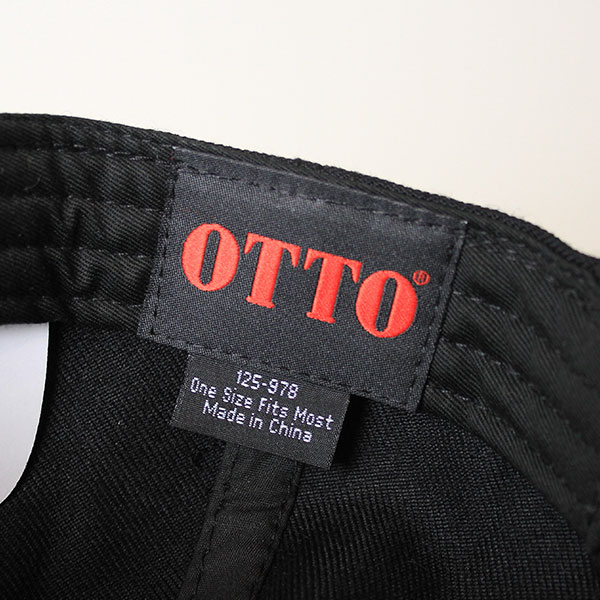 OTTO®
125-978
One Size Fits Most
Made in China